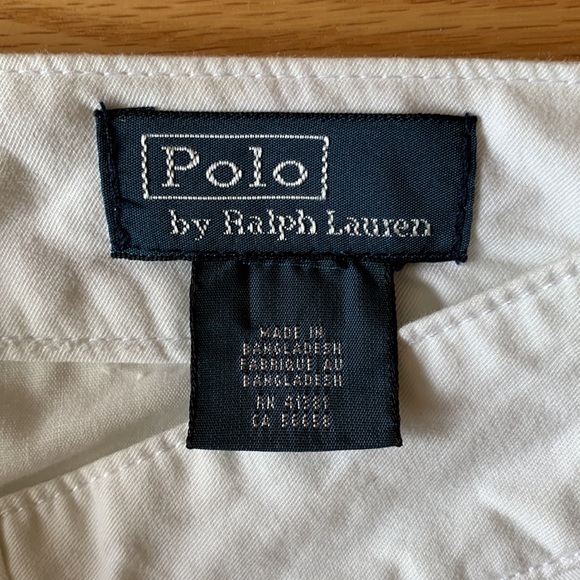 Polo
by Ralph Lauren
MADE IN
BANGLADESH
FABRIQUE AU
BANGLADESH
RN 41381
CA 56658